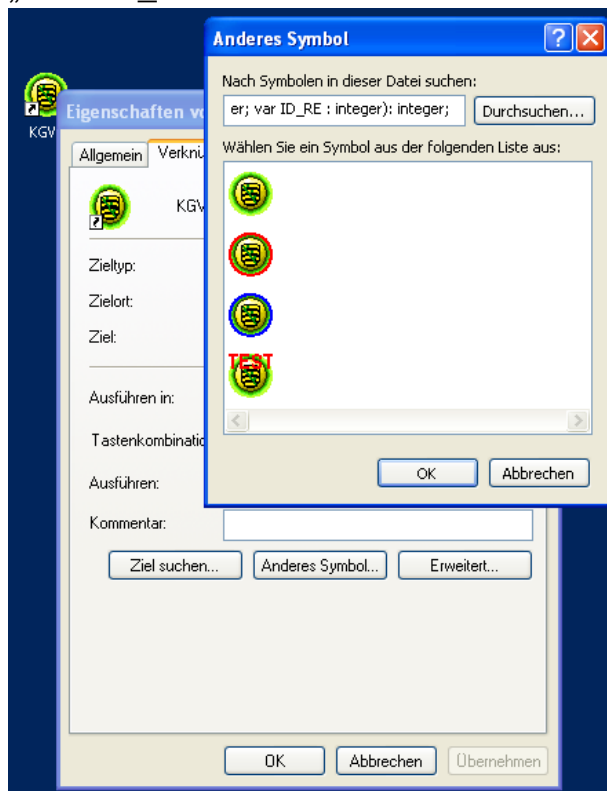 Anderes Symbol
Nach Symbolen in dieser Datei suchen:
er; var ID_RE : integer): integer;
Durchsuchen...
Wählen Sie ein Symbol aus der folgenden Liste aus:
TEST
OK
Abbrechen
KGV
Eigenschaften vo
Allgemein
Verknü
KGV
Zieltyp:
Zielort:
Ziel:
Ausführen in:
Tastenkombinatio
Ausführen:
Kommentar:
Ziel suchen...
Anderes Symbol...
Erweitert...
OK
Abbrechen
Übernehmen